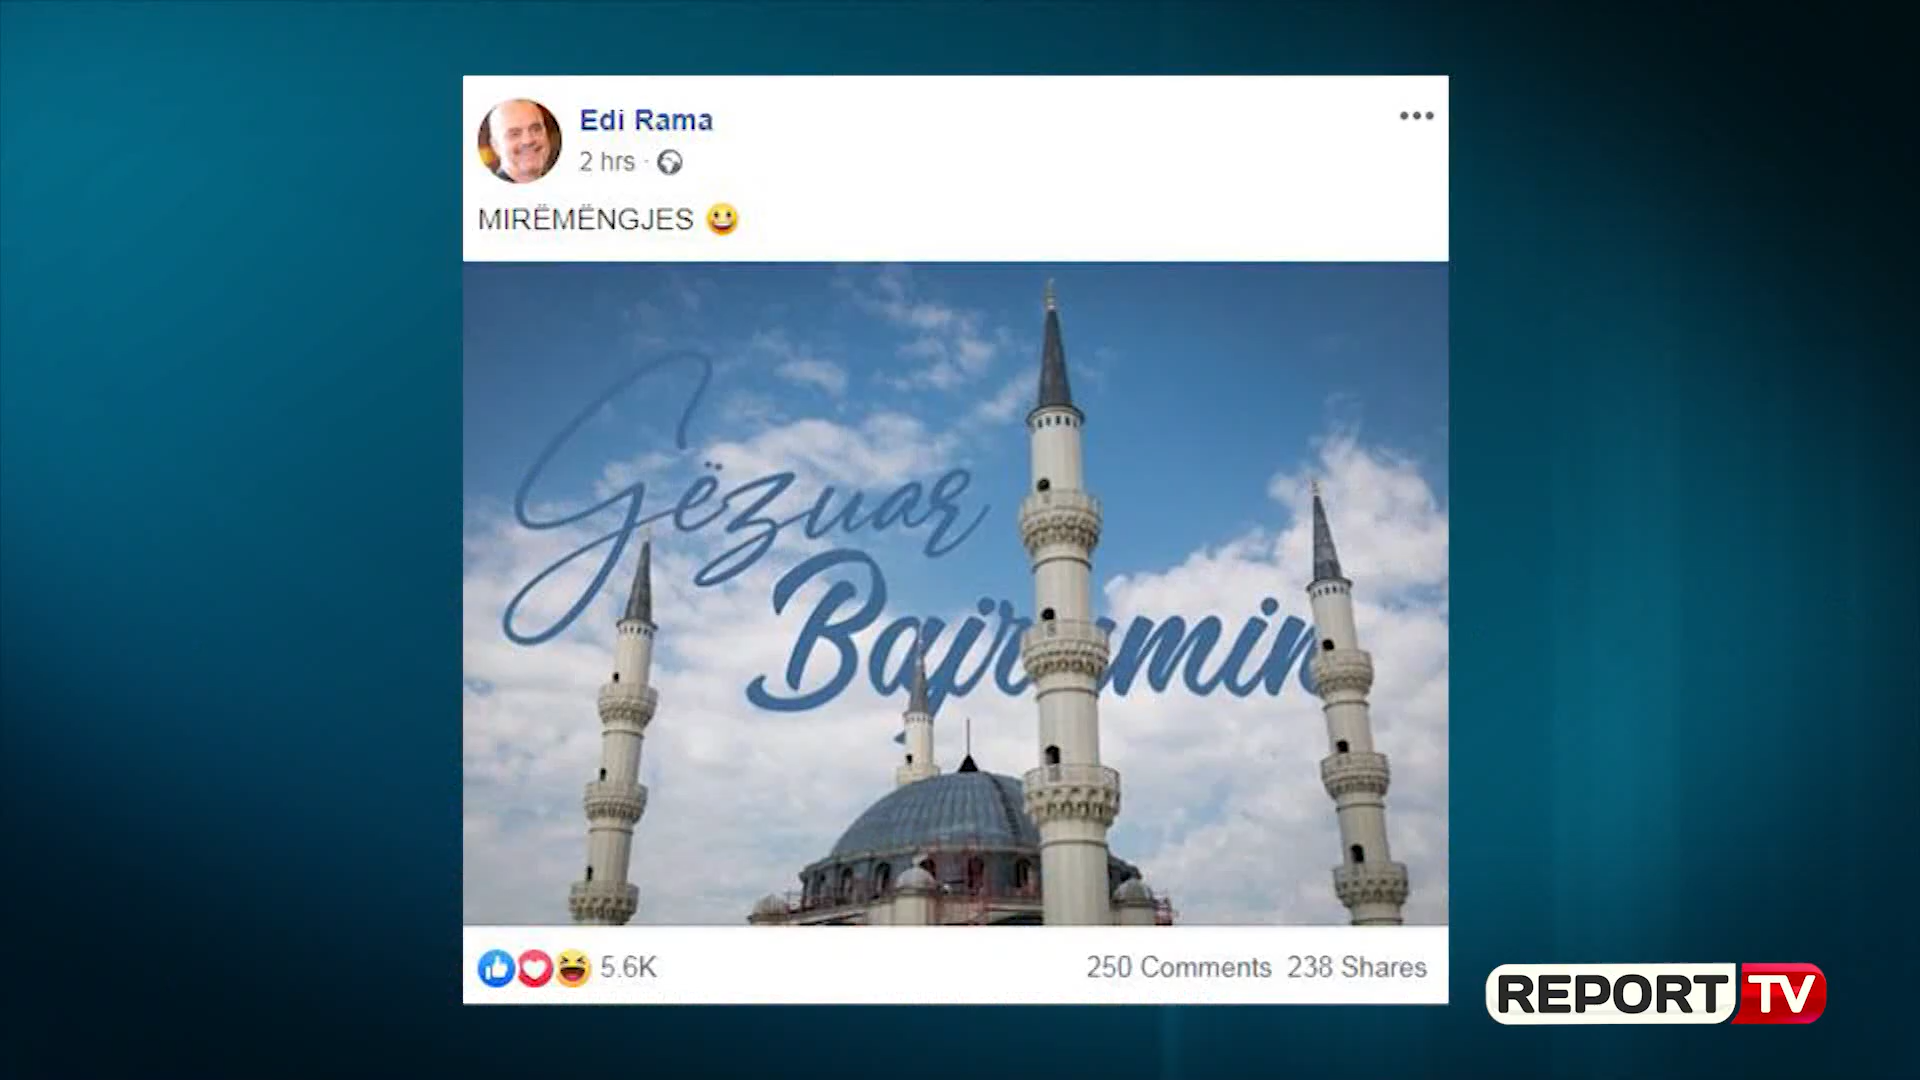 Edi Rama
2 hrs ·
MIRËMËNGJES 😀
Gëzuar
Bajramin
5.6K
250 Comments 238 Shares
REPORT TV